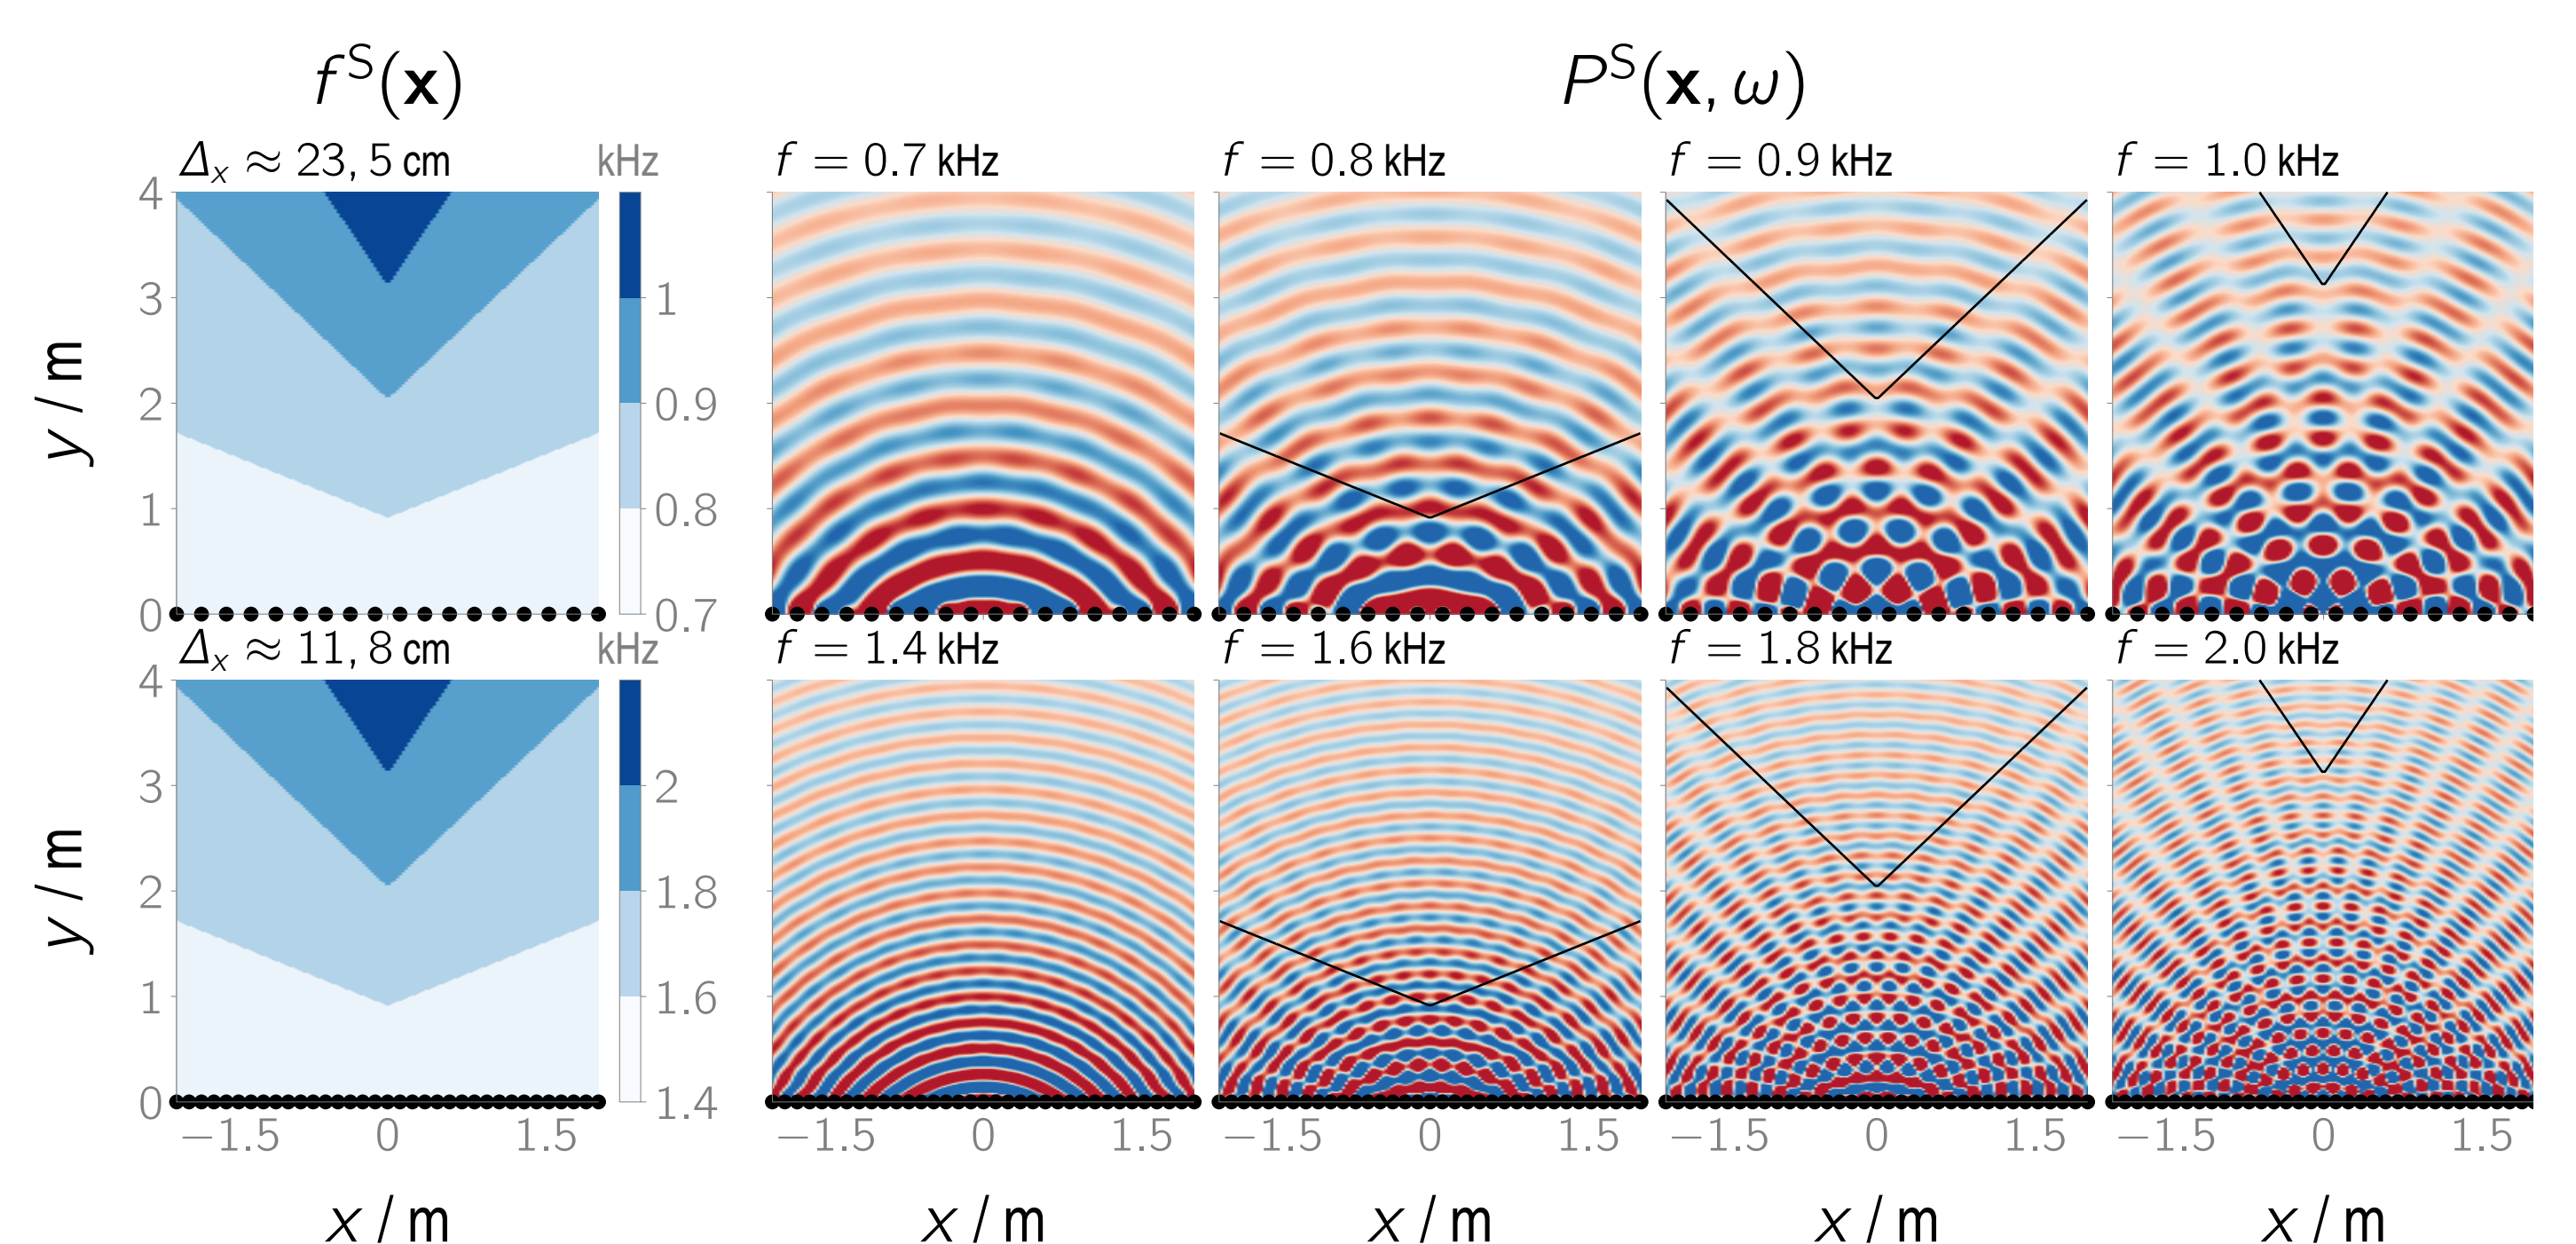 f^S(x) P^S(x, ω)
Δx ≈ 23, 5 cm kHz f = 0.7 kHz f = 0.8 kHz f = 0.9 kHz f = 1.0 kHz
4
3 1
y / m
2 0.9
1 0.8
0 0.7
Δx ≈ 11, 8 cm kHz f = 1.4 kHz f = 1.6 kHz f = 1.8 kHz f = 2.0 kHz
4
3 2
y / m
2 1.8
1 1.6
0 1.4
−1.5 0 1.5 −1.5 0 1.5 −1.5 0 1.5 −1.5 0 1.5 −1.5 0 1.5
x / m x / m x / m x / m x / m